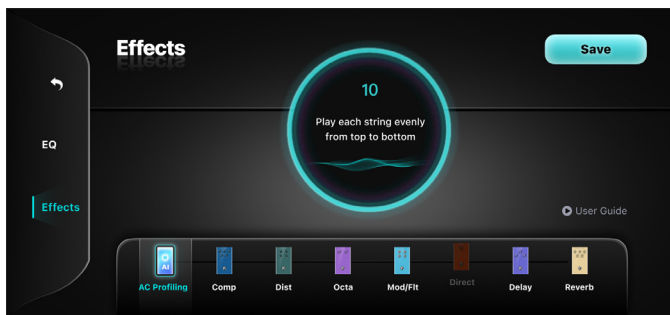 Effects
Save
10
Play each string evenly
from top to bottom
EQ
Effects
User Guide
AI
AC Profiling
Comp
Dist
Octa
Mod/Flt
Direct
Delay
Reverb